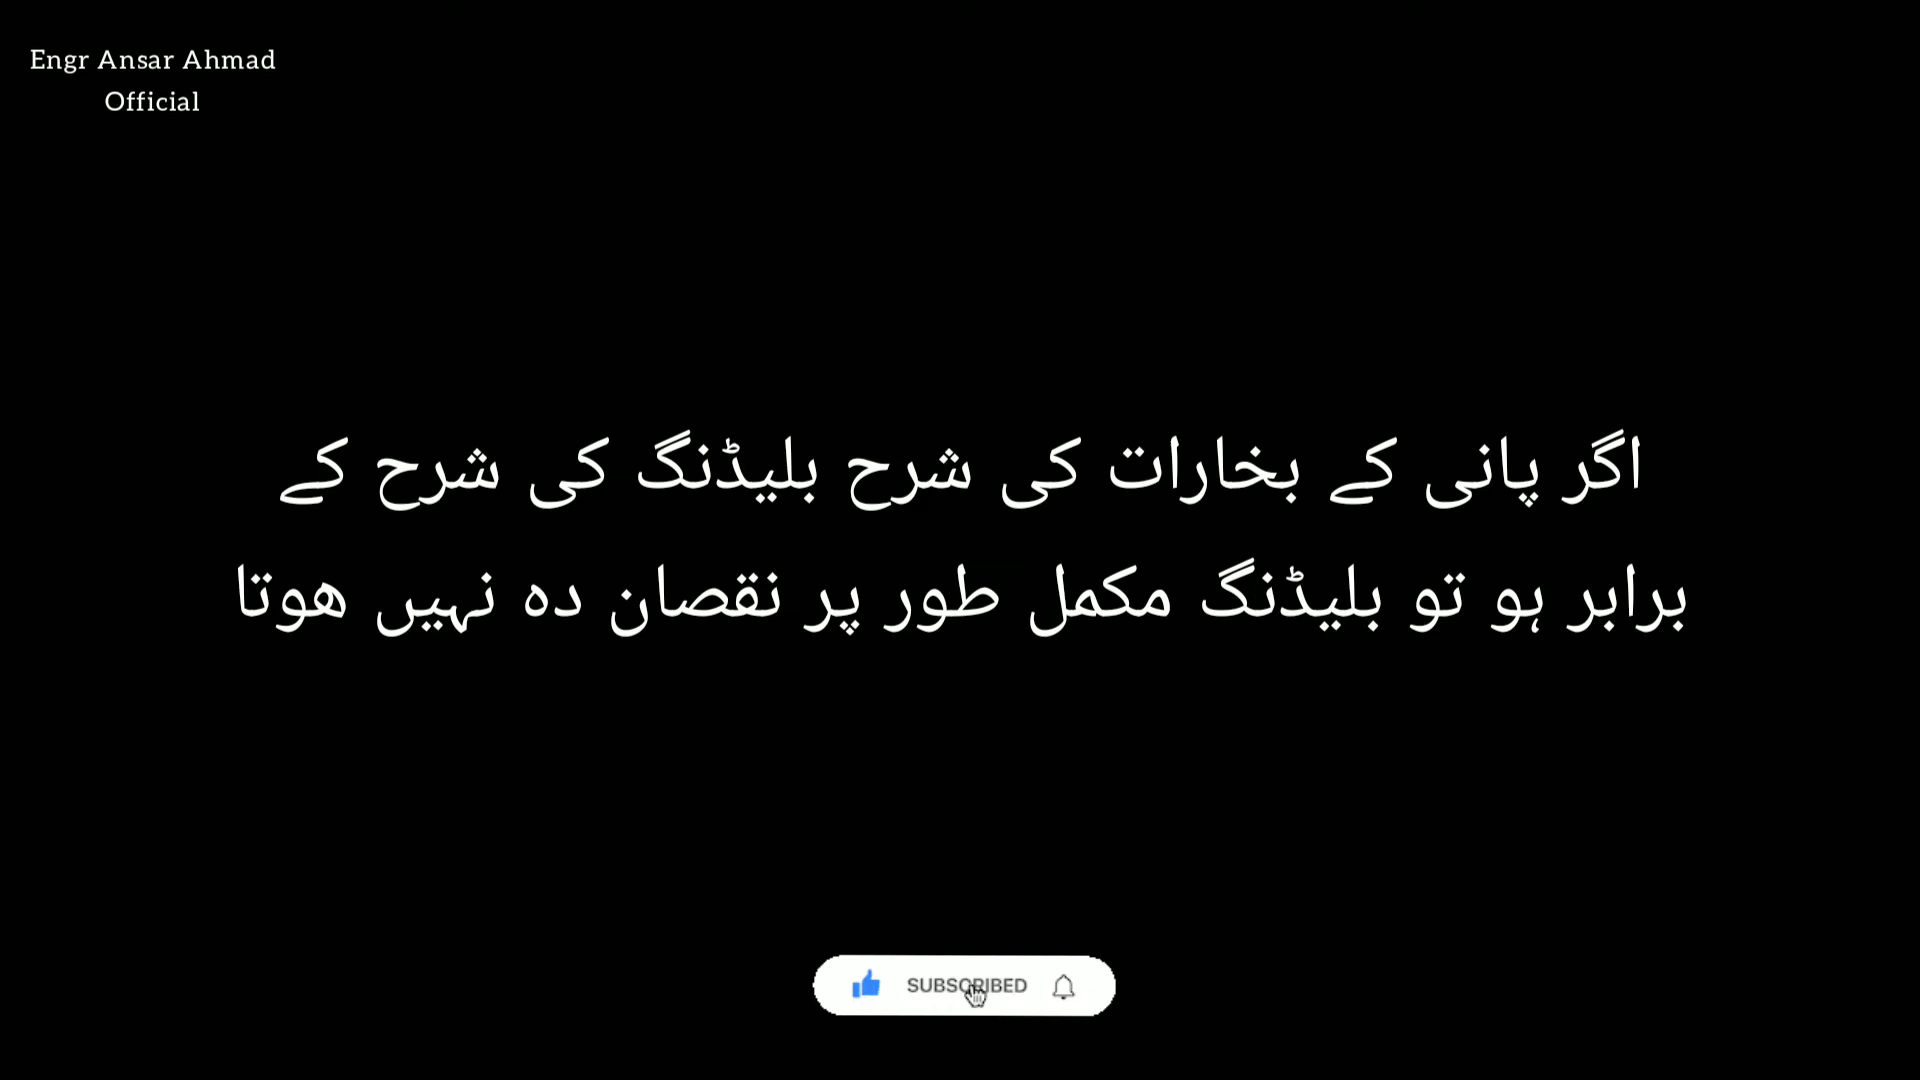 Engr Ansar Ahmad
Official
اگر پانی کے بخارات کی شرح بلیڈنگ کی شرح کے
برابر ہو تو بلیڈنگ مکمل طور پر نقصان دہ نہیں ھوتا
SUBSCRIBED